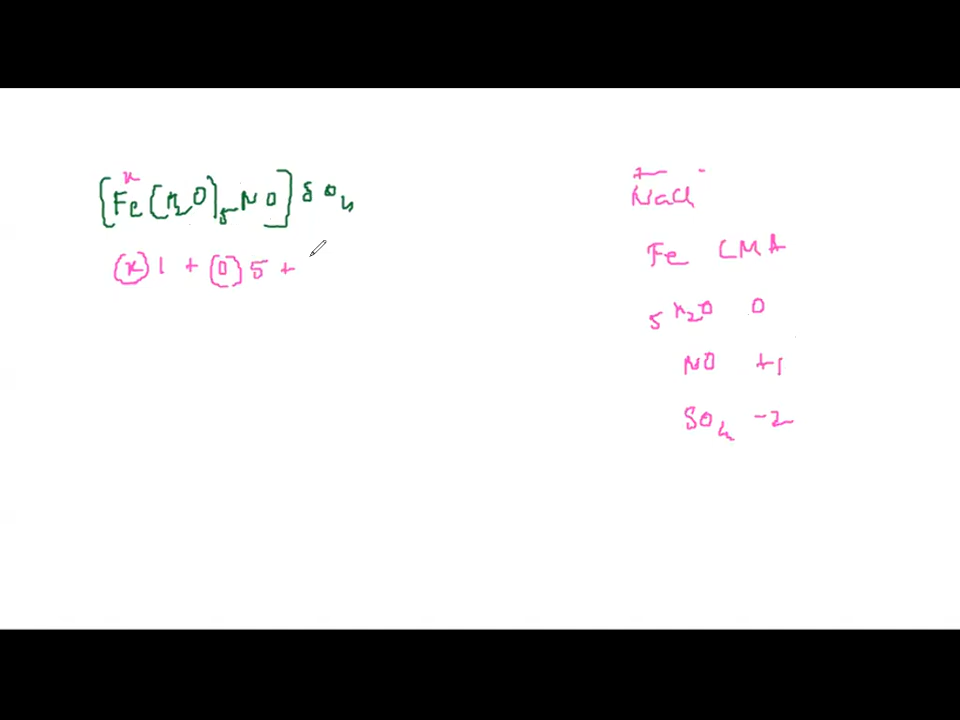 [Fe(H2O)5NO]SO4
x
(x)1 + (0)5 +
+ -
NaCl
Fe CMA
5 H2O 0
NO +1
SO4 -2